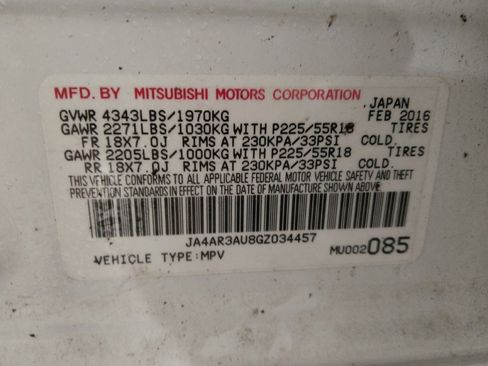 MFD. BY MITSUBISHI MOTORS CORPORATION
JAPAN
GVWR 4343LBS/1970KG FEB 2016
GAWR 2271LBS/1030KG WITH P225/55R18 TIRES
FR 18X7.0J RIMS AT 230KPA/33PSI COLD.
GAWR 2205LBS/1000KG WITH P225/55R18 TIRES
RR 18X7.0J RIMS AT 230KPA/33PSI COLD.
THIS VEHICLE CONFORMS TO ALL APPLICABLE FEDERAL MOTOR VEHICLE SAFETY AND THEFT
PREVENTION STANDARDS IN EFFECT ON THE DATE OF MANUFACTURE SHOWN ABOVE.
JA4AR3AU8GZ034457
VEHICLE TYPE:MPV MU002085